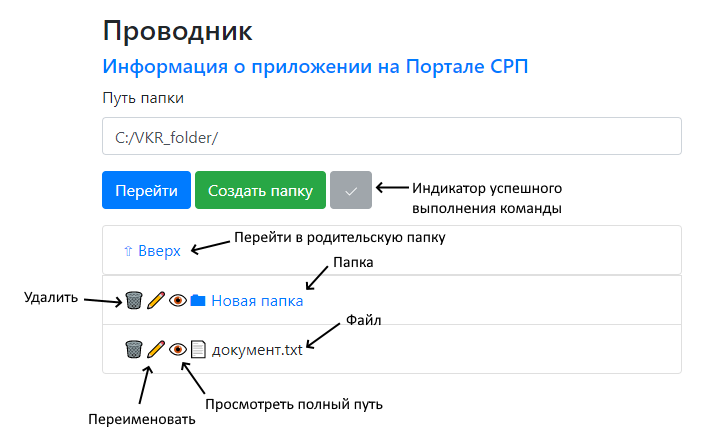 Проводник
Информация о приложении на Портале СРП
Путь папки
C:/VKR_folder/
Перейти
Создать папку
Индикатор успешного
выполнения команды
⇧ Вверх
Перейти в родительскую папку
Папка
Удалить
Новая папка
Файл
документ.txt
Просмотреть полный путь
Переименовать